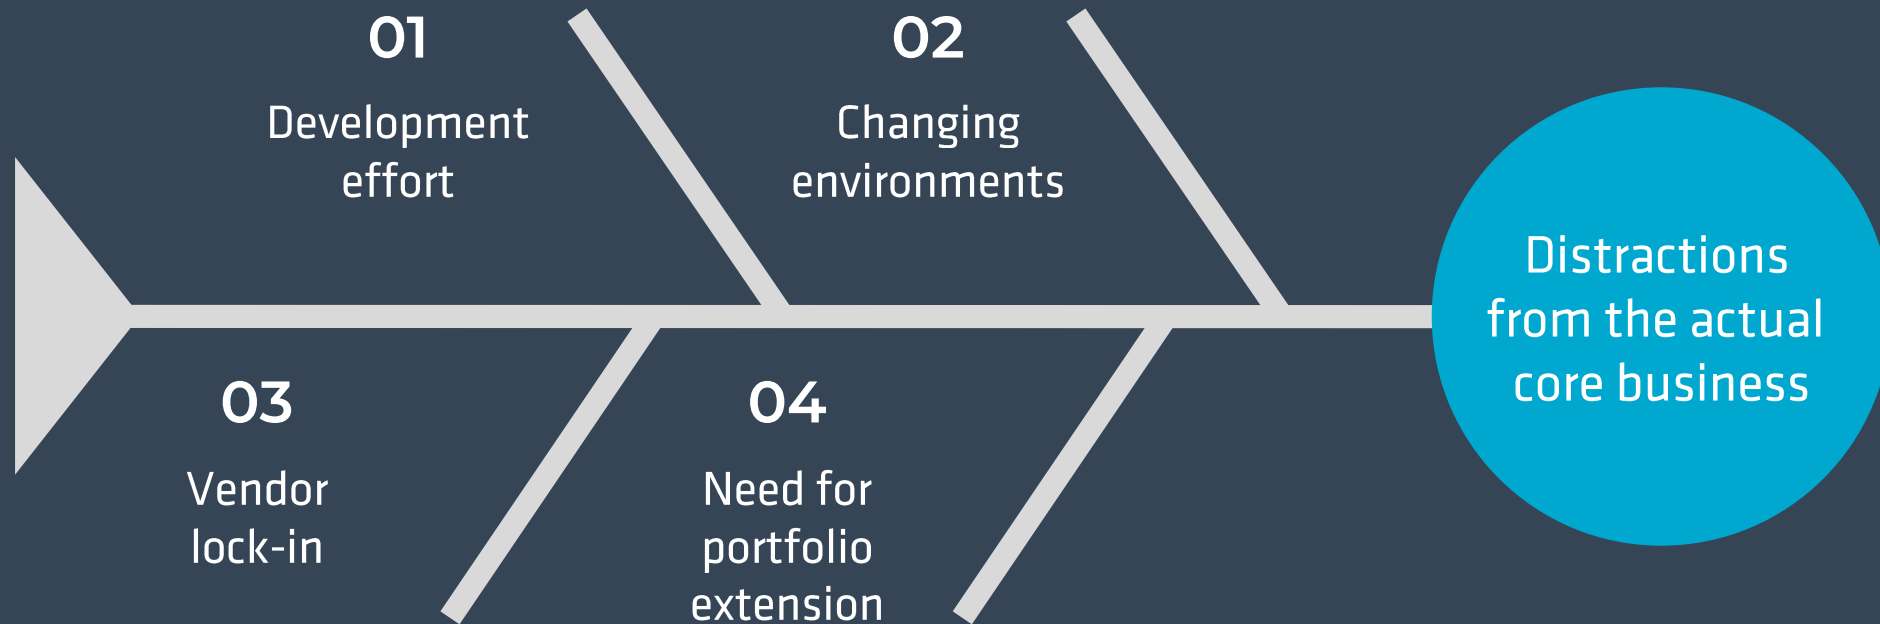 01
Development
effort
02
Changing
environments
03
Vendor
lock-in
04
Need for
portfolio
extension
Distractions
from the actual
core business